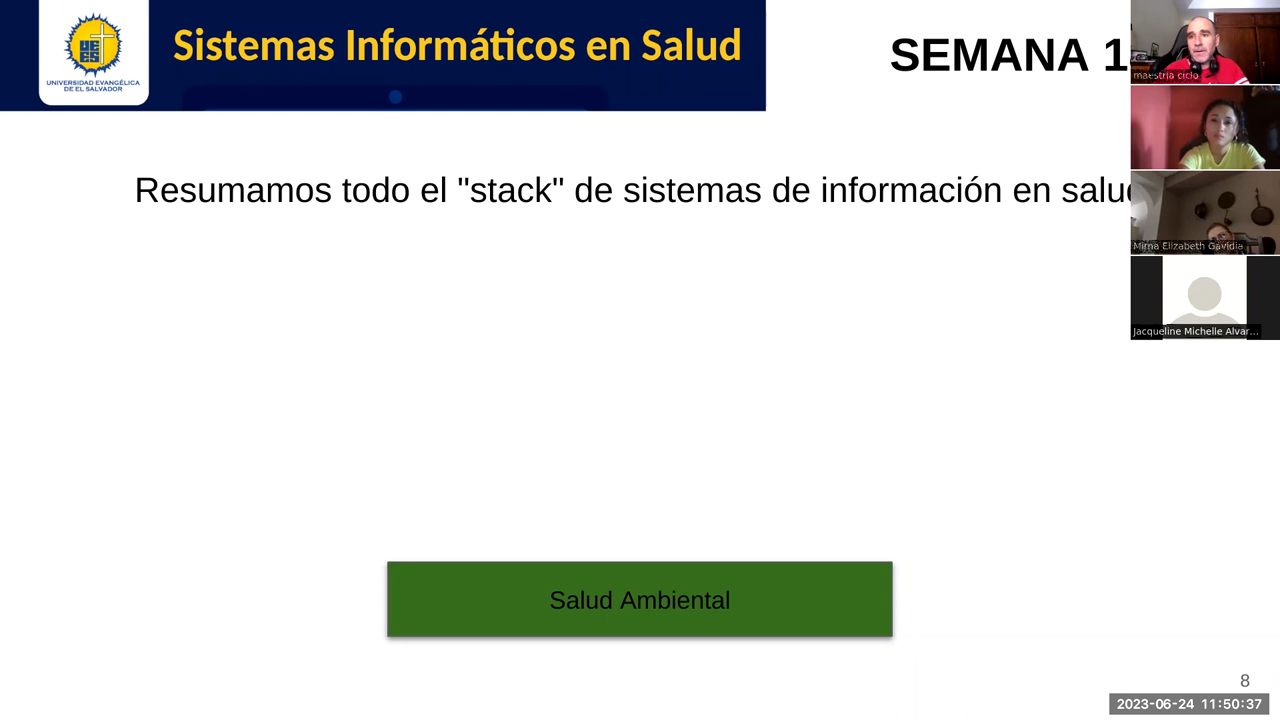 Sistemas Informáticos en Salud
SEMANA 1
UNIVERSIDAD EVANGÉLICA
DE EL SALVADOR
maestria ciclo
Resumamos todo el "stack" de sistemas de información en salud
Mirna Elizabeth Gavidia
Jacqueline Michelle Alvar...
Salud Ambiental
8
2023-06-24 11:50:37